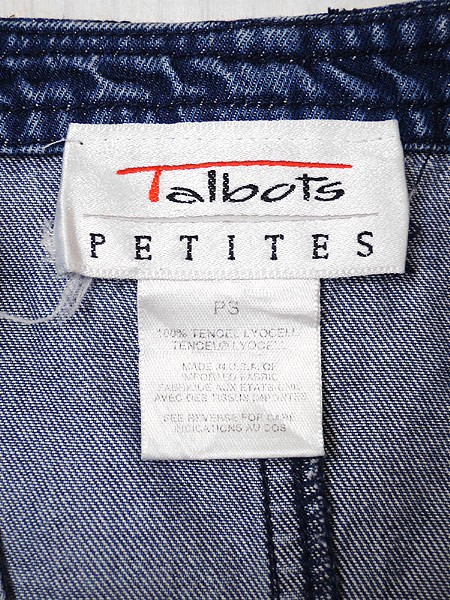 Talbots
PETITES
PS
100% TENCEL LYOCELL
TENCEL® LYOCELL
MADE IN U.S.A. OF
IMPORTED FABRIC
FABRIQUE AUX ETATS-UNIS
AVEC DES TISSUS IMPORTES
SEE REVERSE FOR CARE
INDICATIONS AU DOS